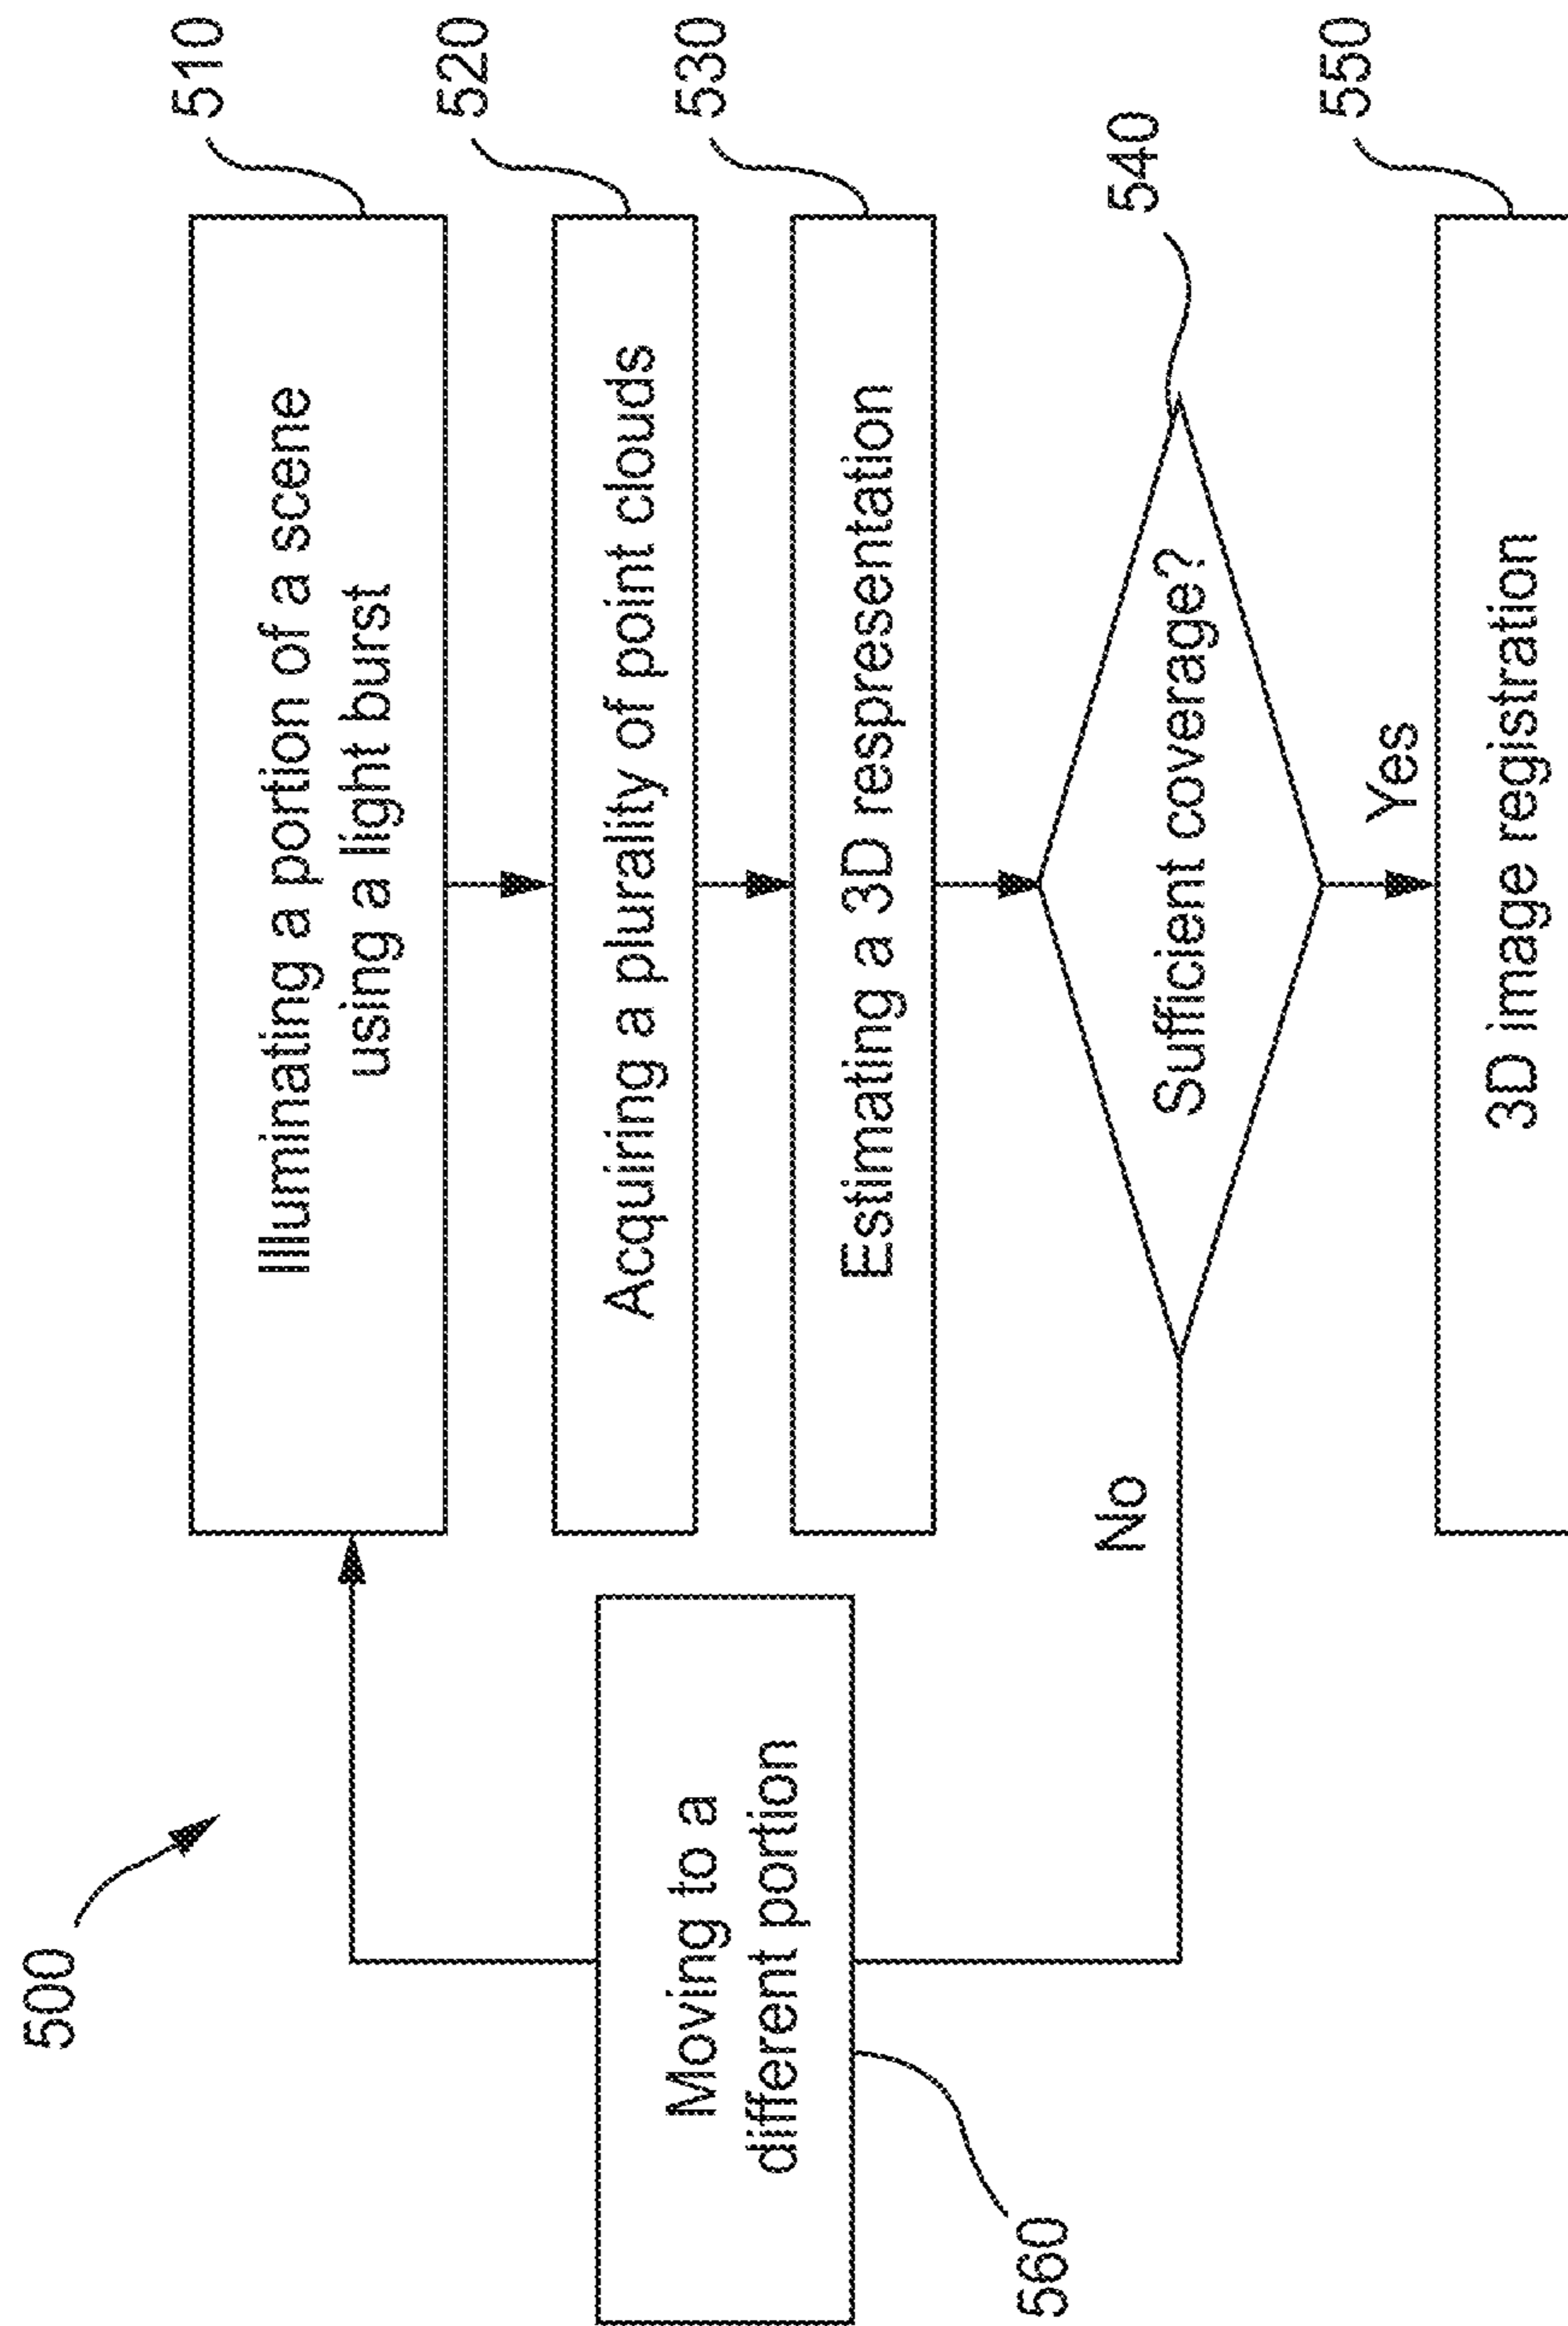 500
Illuminating a portion of a scene
using a light burst
510
Acquiring a plurality of point clouds
520
Estimating a 3D respresentation
530
Sufficient coverage?
540
No
Yes
Moving to a
different portion
560
3D image registration
550